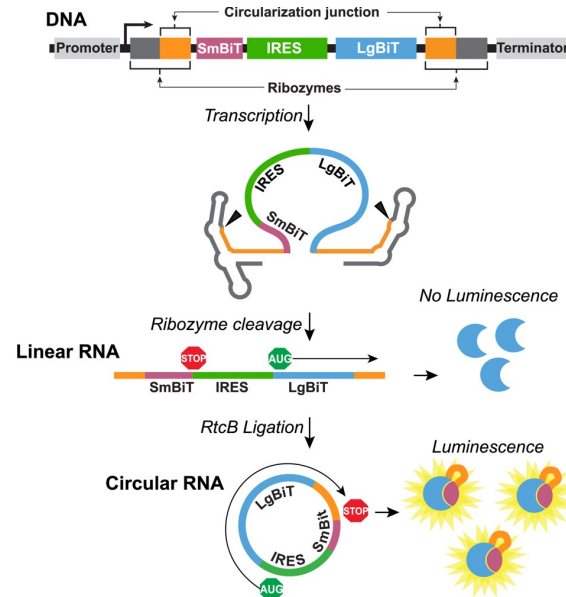 DNA
Circularization junction
Promoter
SmBiT
IRES
LgBiT
Terminator
Ribozymes
Transcription
IRES
LgBiT
SmBiT
No Luminescence
Ribozyme cleavage
Linear RNA
STOP
AUG
SmBiT
IRES
LgBiT
RtcB Ligation
Luminescence
Circular RNA
LgBiT
STOP
SmBit
IRES
AUG